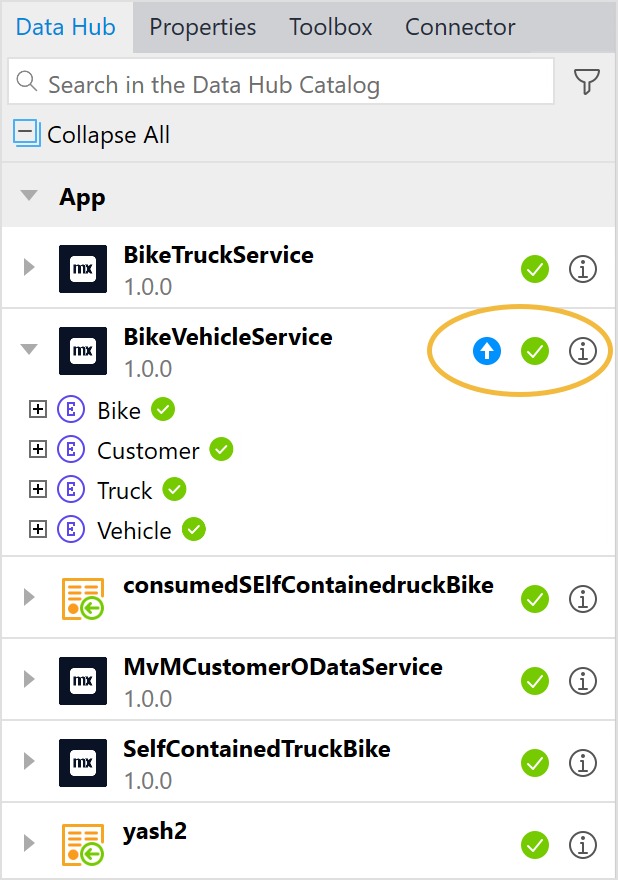 Data Hub Properties Toolbox Connector
Search in the Data Hub Catalog
Collapse All
App
mx BikeTruckService
1.0.0
mx BikeVehicleService
1.0.0
E Bike
E Customer
E Truck
E Vehicle
consumedSElfContainedruckBike
mx MvMCustomerODataService
1.0.0
mx SelfContainedTruckBike
1.0.0
yash2